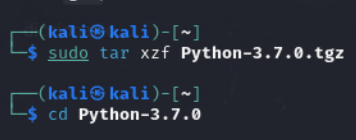 ┌──(kali㉿kali)-[~]
└─$ sudo tar xzf Python-3.7.0.tgz
┌──(kali㉿kali)-[~]
└─$ cd Python-3.7.0